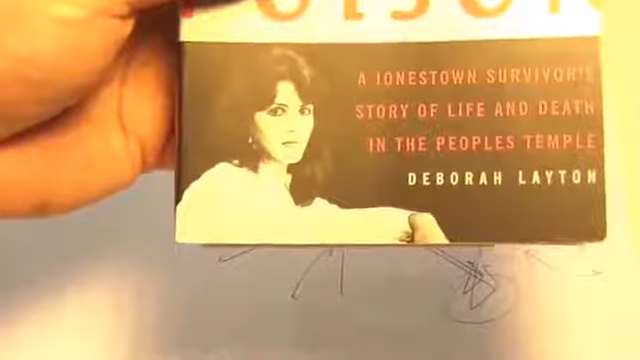 A JONESTOWN SURVIVOR'S
STORY OF LIFE AND DEATH
IN THE PEOPLES TEMPLE
DEBORAH LAYTON